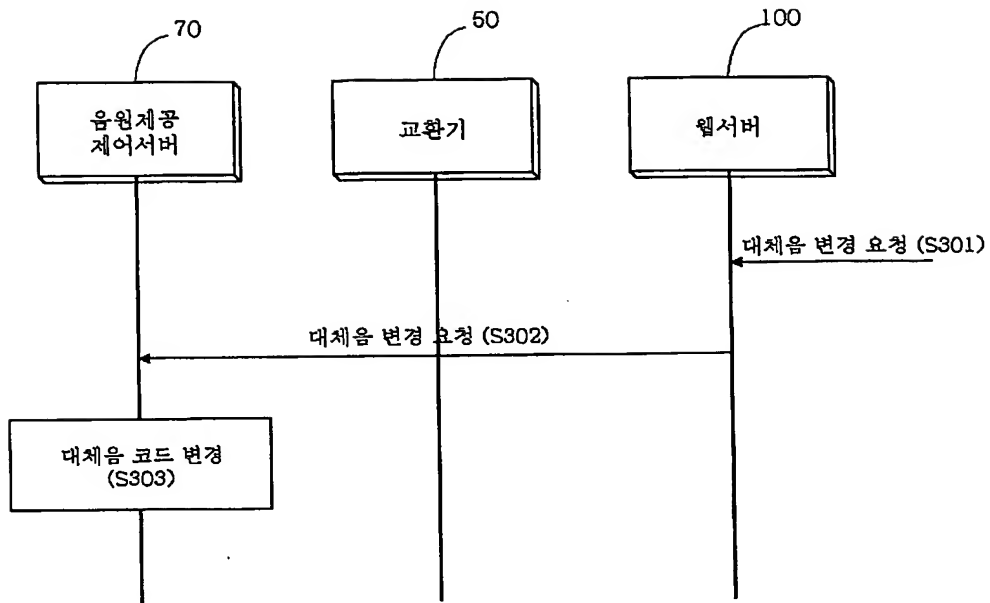 70
50
100
음원제공
제어서버
교환기
웹서버
대체음 변경 요청 (S301)
대체음 변경 요청 (S302)
대체음 코드 변경
(S303)